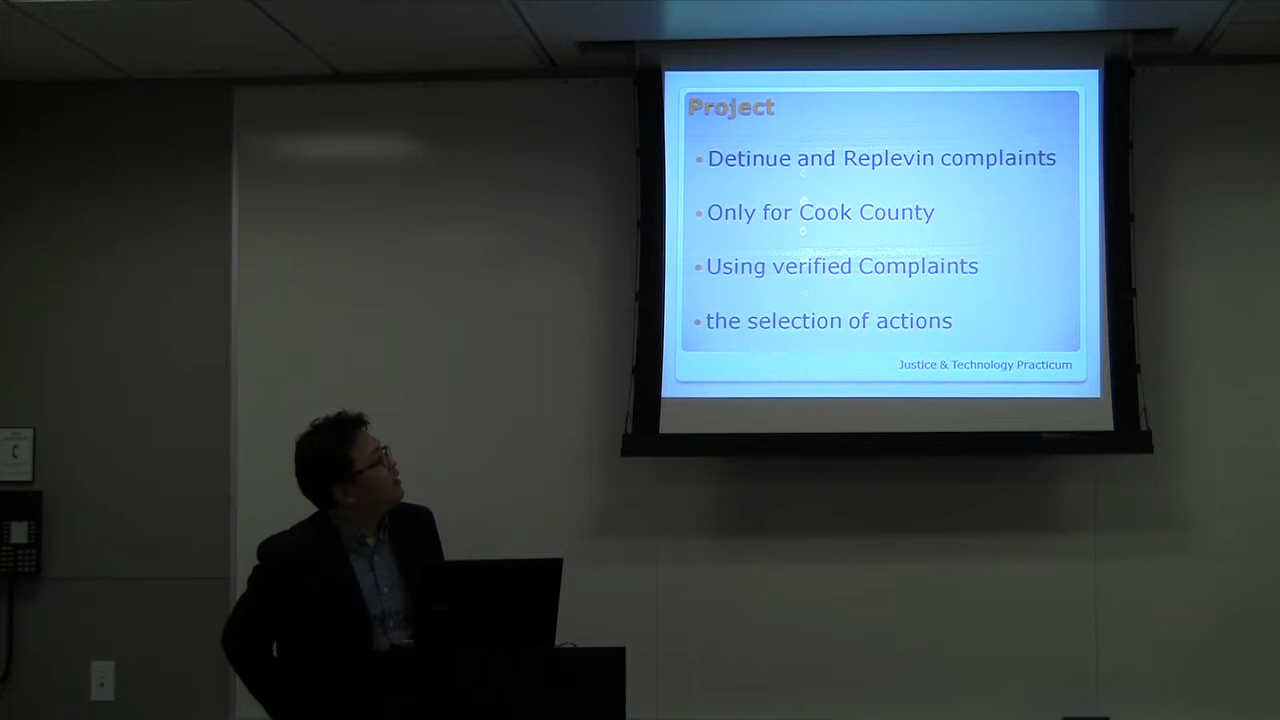 Project
• Detinue and Replevin complaints
• Only for Cook County
• Using verified Complaints
• the selection of actions
Justice & Technology Practicum